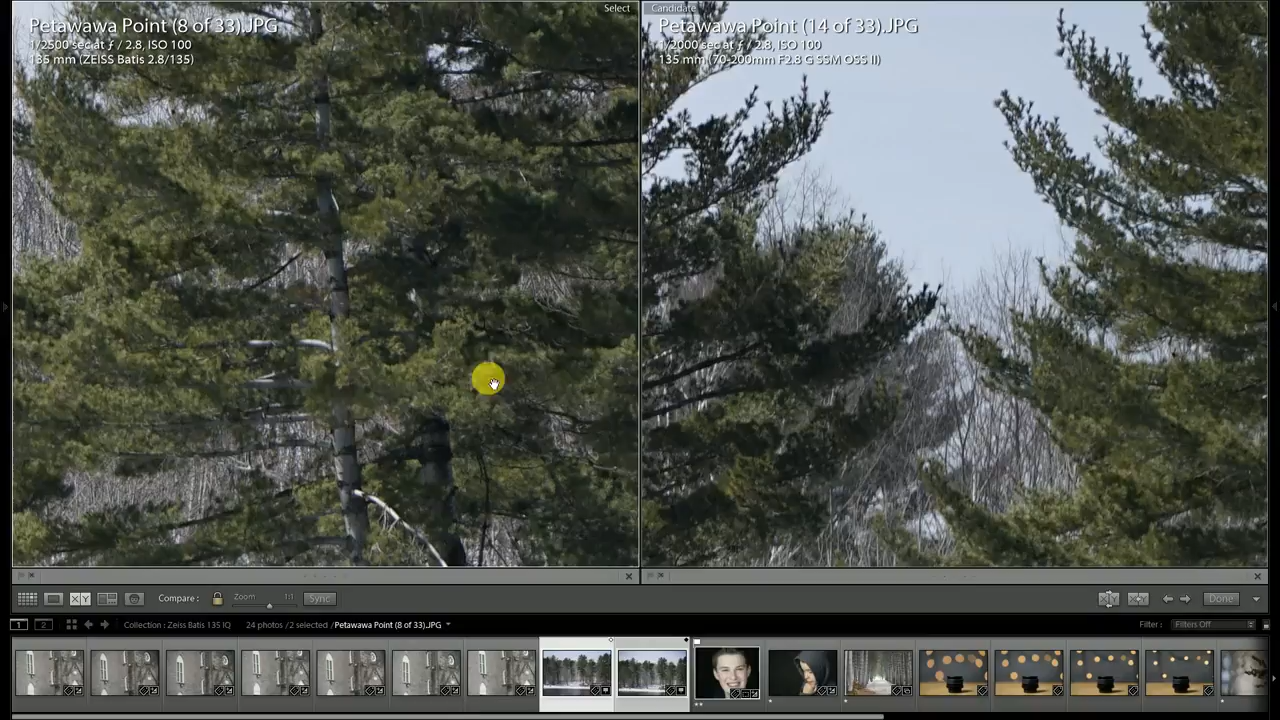 Select
Petawawa Point (8 of 33).JPG
1/2500 sec at ƒ / 2.8, ISO 100
135 mm (ZEISS Batis 2.8/135)
Candidate
Petawawa Point (14 of 33).JPG
1/2000 sec at ƒ / 2.8, ISO 100
135 mm (70-200mm F2.8 G SSM OSS II)
XY Compare : Zoom 1:1 Sync Done
1 2 Collection : Zeiss Batis 135 IQ 24 photos /2 selected /Petawawa Point (8 of 33).JPG Filter : Filters Off